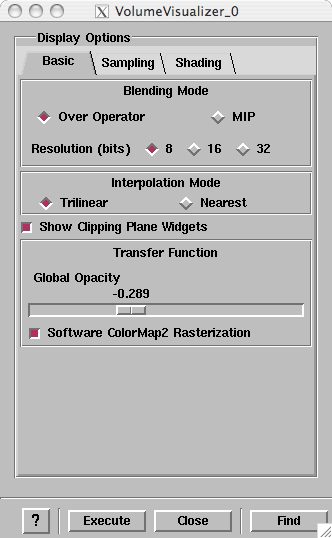 VolumeVisualizer_0
Display Options
Basic Sampling Shading
Blending Mode
Over Operator MIP
Resolution (bits) 8 16 32
Interpolation Mode
Trilinear Nearest
Show Clipping Plane Widgets
Transfer Function
Global Opacity
-0.289
Software ColorMap2 Rasterization
? Execute Close Find